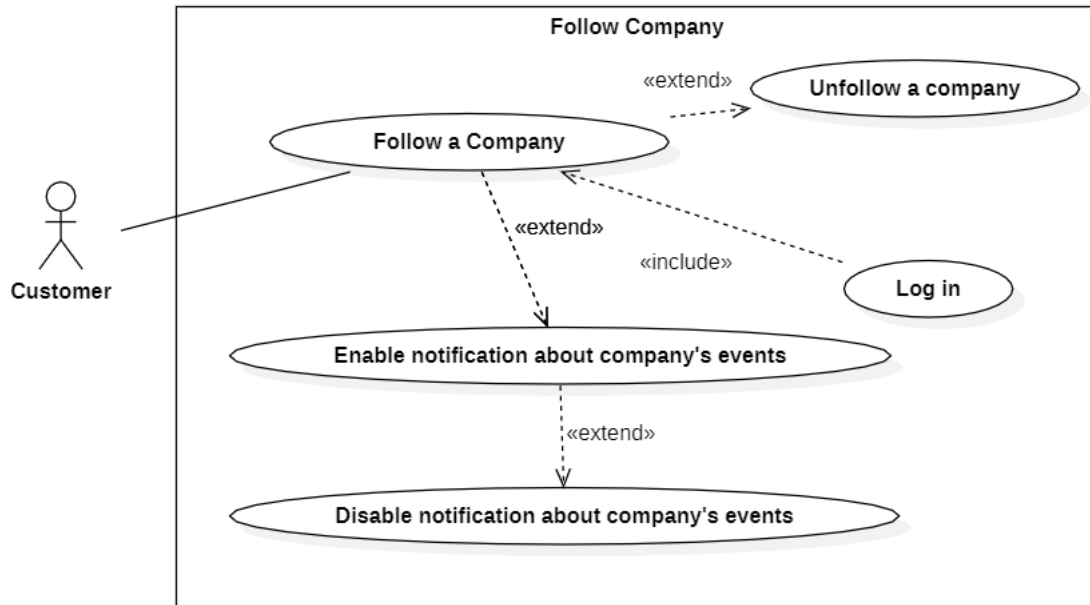 Follow Company
«extend»
Unfollow a company
Follow a Company
«extend»
«include»
Log in
Customer
Enable notification about company's events
«extend»
Disable notification about company's events